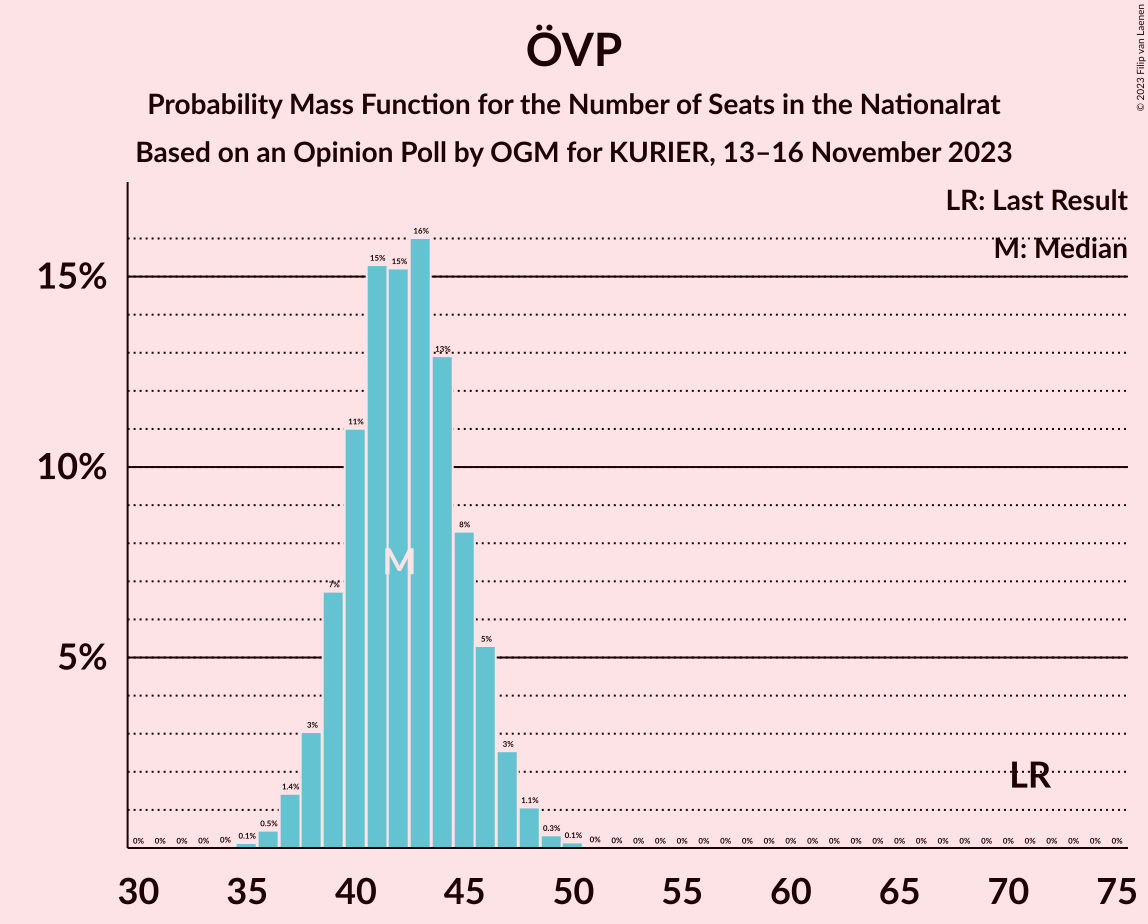 ÖVP
Probability Mass Function for the Number of Seats in the Nationalrat
Based on an Opinion Poll by OGM for KURIER, 13–16 November 2023
© 2023 Filip van Laenen
LR: Last Result
M: Median
15%
10%
5%
0% 0% 0% 0% 0% 0.1% 0.5% 1.4% 3% 7% 11% 15% 15% 16% 13% 8% 5% 3% 1.1% 0.3% 0.1% 0% 0% 0% 0% 0% 0% 0% 0% 0% 0% 0% 0% 0% 0% 0% 0% 0% 0% 0% 0% 0% 0% 0% 0% 0%
M
LR
30 35 40 45 50 55 60 65 70 75